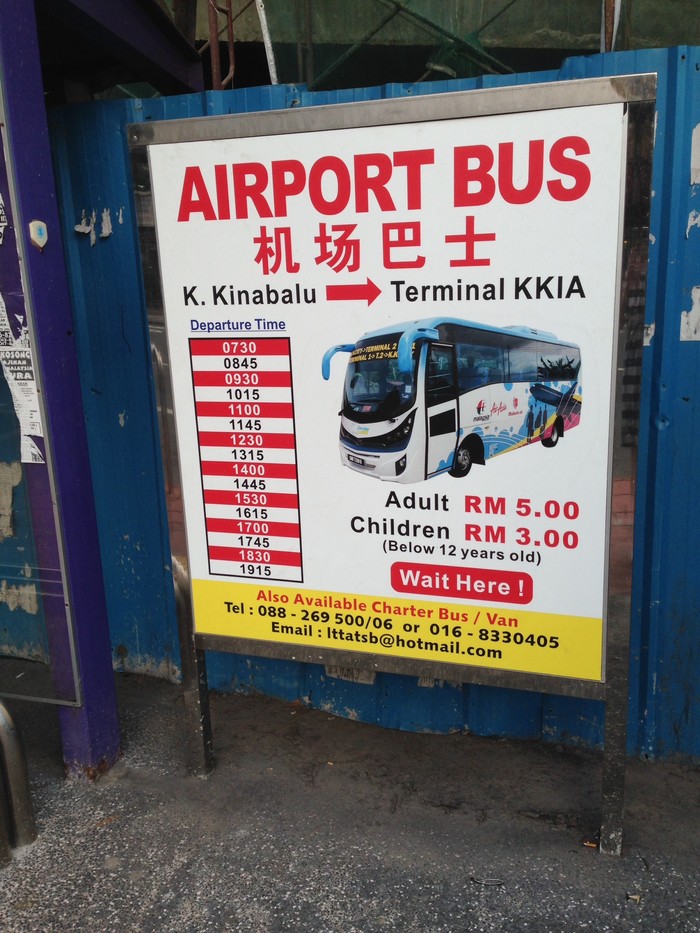 AIRPORT BUS
机场巴士
K. Kinabalu Terminal KKIA
Departure Time
0730
0845
0930
1015
1100
1145
1230
1315
1400
1445
1530
1615
1700
1745
1830
1915
Adult RM 5.00
Children RM 3.00
(Below 12 years old)
Wait Here !
Also Available Charter Bus / Van
Tel : 088 - 269 500/06 or 016 - 8330405
Email : lttatsb@hotmail.com
KOSONG